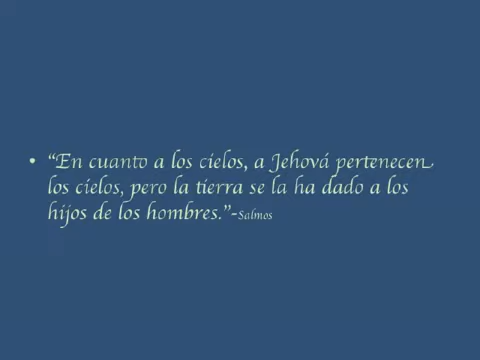 • "En cuanto a los cielos, a Jehová pertenecen
los cielos, pero la tierra se la ha dado a los
hijos de los hombres."-Salmos